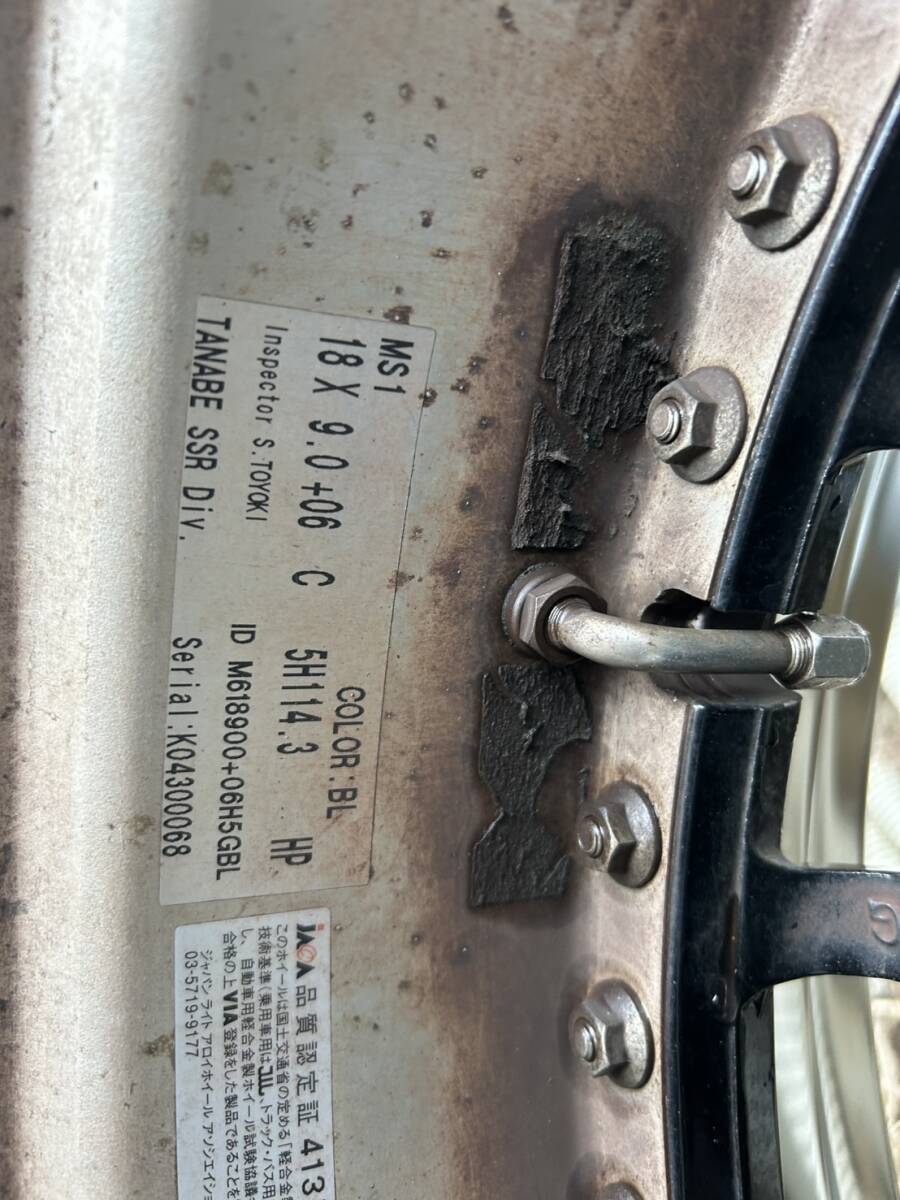 MS1 COLOR:BL
18 X 9.0 +06 C 5H114.3 HP
Inspector S.TOYOKI ID M618900+06H5GBL
TANABE SSR Div. Serial:K04300068
JAWA 品質認定証 413
このホイールは国土交通省の定める「軽合金
技術基準(乗用車用はJWL、トラック・バス用
し、自動車用軽合金製ホイール試験協議
合格の上VIA登録をした製品であることを
ジャパン ライト アロイホイール アソシエイショ
03-5719-9177
G